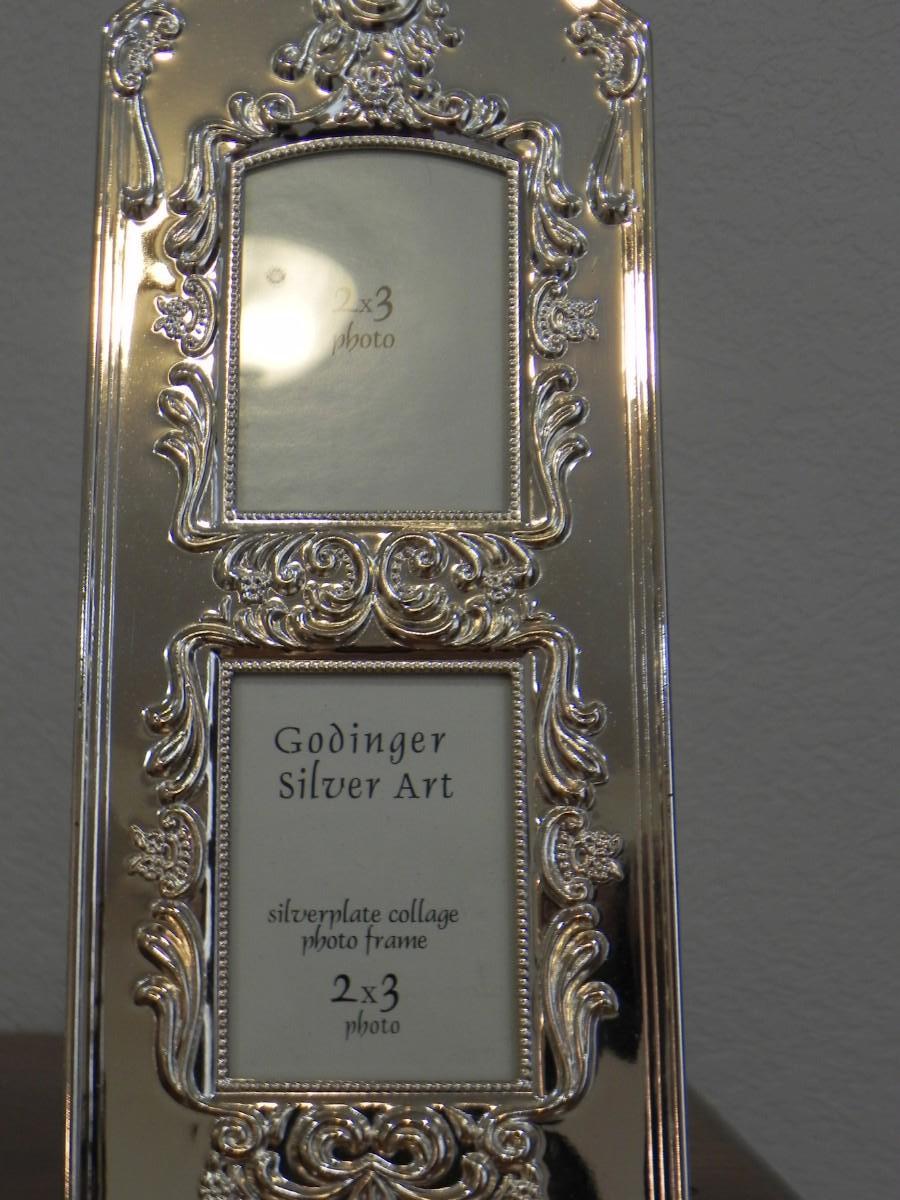 2x3
photo
Godinger
Silver Art
silverplate collage
photo frame
2x3
photo